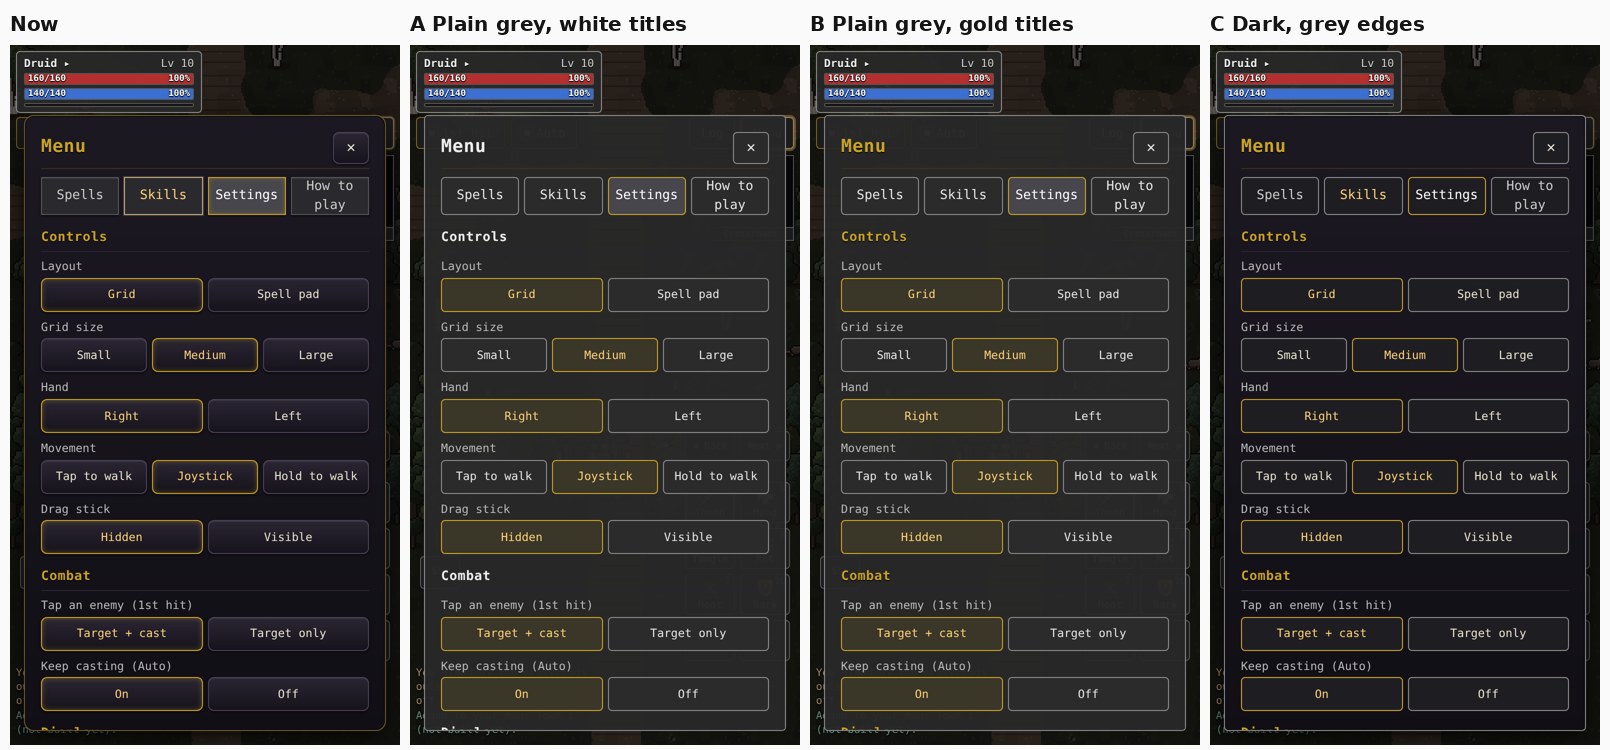 Now
Druid ▸ Lv 10
160/160 100%
140/140 100%
Menu ×
Spells Skills Settings How to play
Controls
Layout
Grid Spell pad
Grid size
Small Medium Large
Hand
Right Left
Movement
Tap to walk Joystick Hold to walk
Drag stick
Hidden Visible
Combat
Tap an enemy (1st hit)
Target + cast Target only
Keep casting (Auto)
On Off
A Plain grey, white titles
Druid ▸ Lv 10
160/160 100%
140/140 100%
Menu ×
Spells Skills Settings How to play
Controls
Layout
Grid Spell pad
Grid size
Small Medium Large
Hand
Right Left
Movement
Tap to walk Joystick Hold to walk
Drag stick
Hidden Visible
Combat
Tap an enemy (1st hit)
Target + cast Target only
Keep casting (Auto)
On Off
B Plain grey, gold titles
Druid ▸ Lv 10
160/160 100%
140/140 100%
Menu ×
Spells Skills Settings How to play
Controls
Layout
Grid Spell pad
Grid size
Small Medium Large
Hand
Right Left
Movement
Tap to walk Joystick Hold to walk
Drag stick
Hidden Visible
Combat
Tap an enemy (1st hit)
Target + cast Target only
Keep casting (Auto)
On Off
C Dark, grey edges
Druid ▸ Lv 10
160/160 100%
140/140 100%
Menu ×
Spells Skills Settings How to play
Controls
Layout
Grid Spell pad
Grid size
Small Medium Large
Hand
Right Left
Movement
Tap to walk Joystick Hold to walk
Drag stick
Hidden Visible
Combat
Tap an enemy (1st hit)
Target + cast Target only
Keep casting (Auto)
On Off